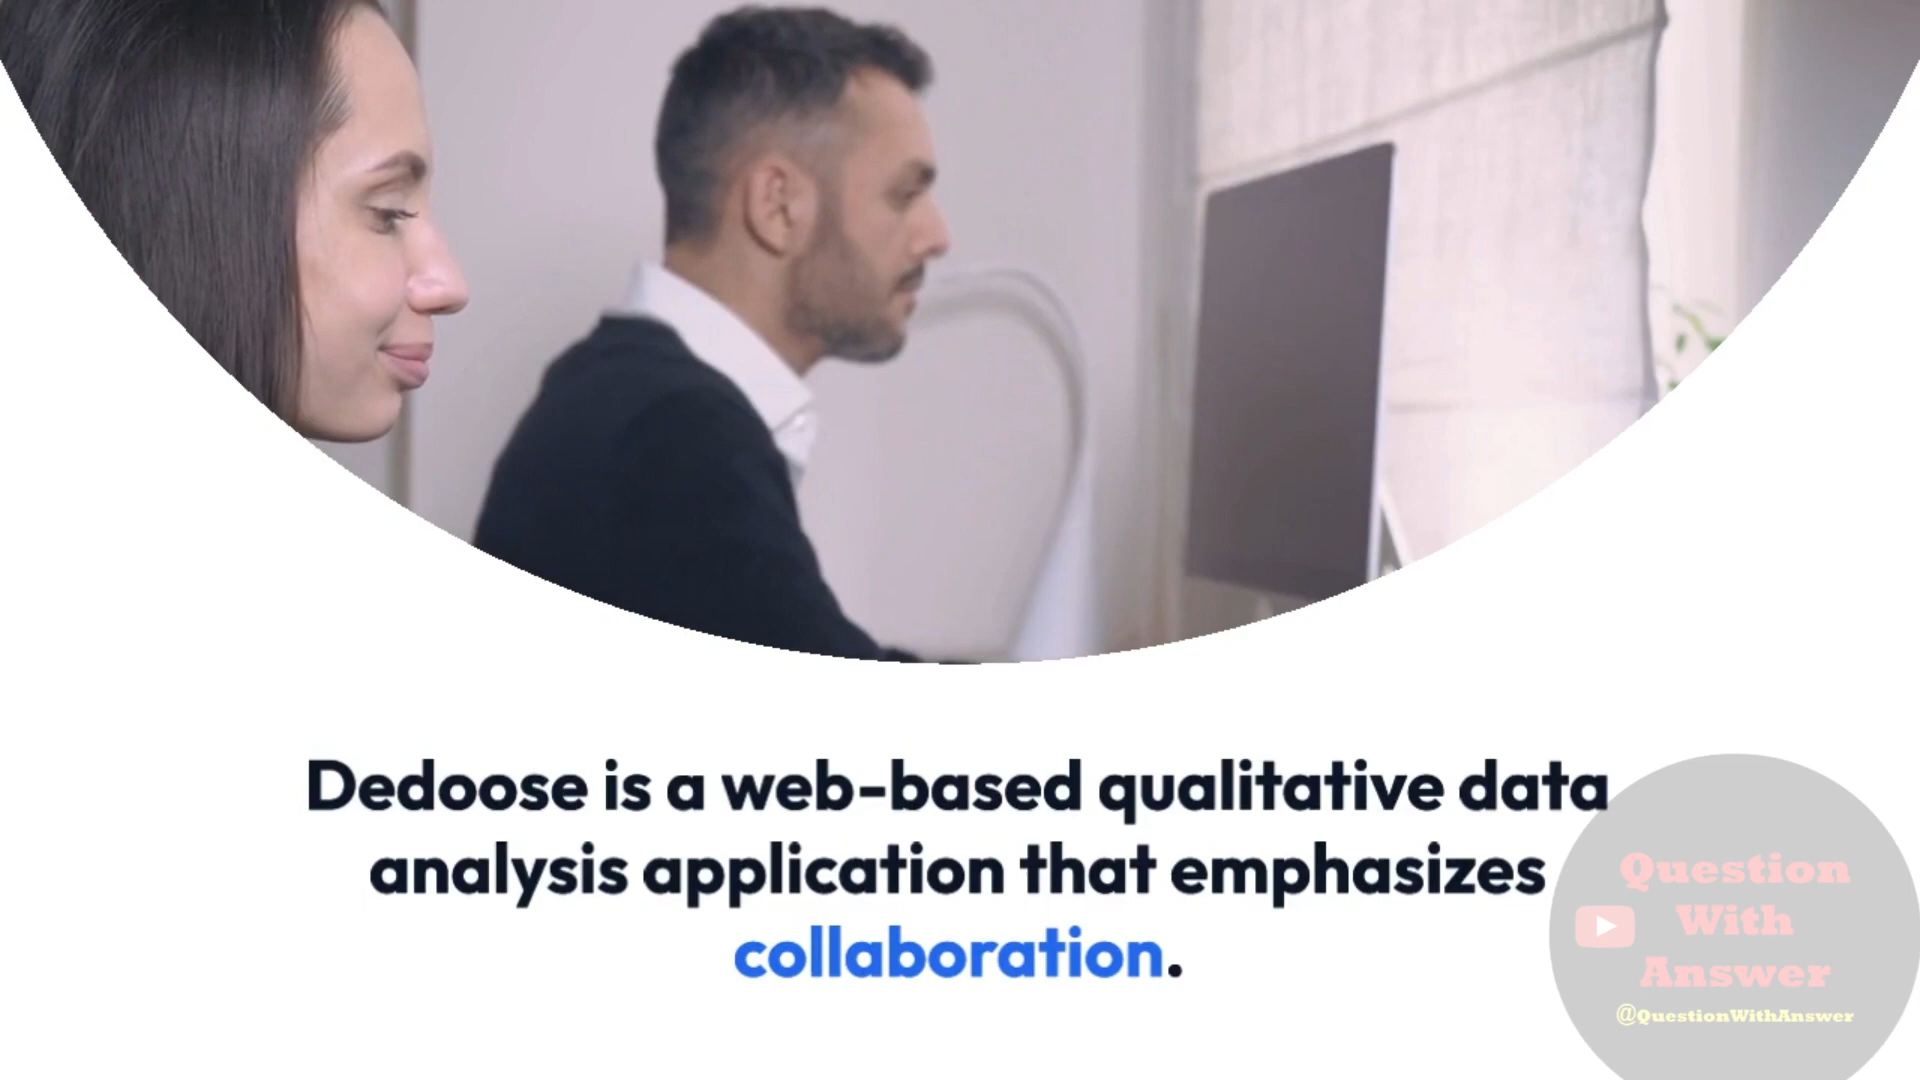 Dedoose is a web-based qualitative data
analysis application that emphasizes
collaboration.
Question
With
Answer
@QuestionWithAnswer